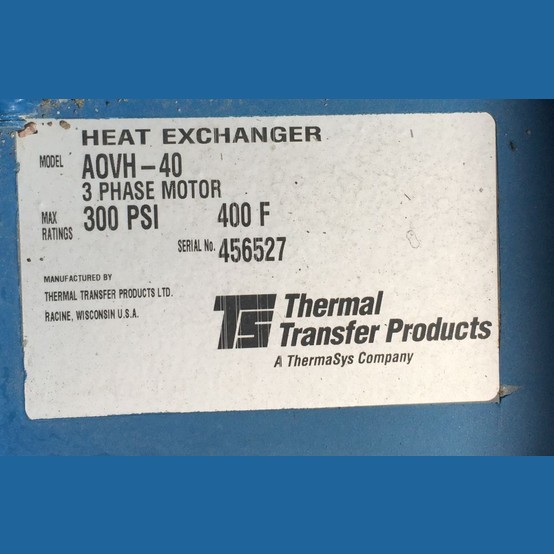 HEAT EXCHANGER
MODEL AOVH-40
3 PHASE MOTOR
MAX RATINGS 300 PSI 400 F
SERIAL No. 456527
MANUFACTURED BY
THERMAL TRANSFER PRODUCTS LTD.
RACINE, WISCONSIN U.S.A.
TS Thermal
Transfer Products
A ThermaSys Company